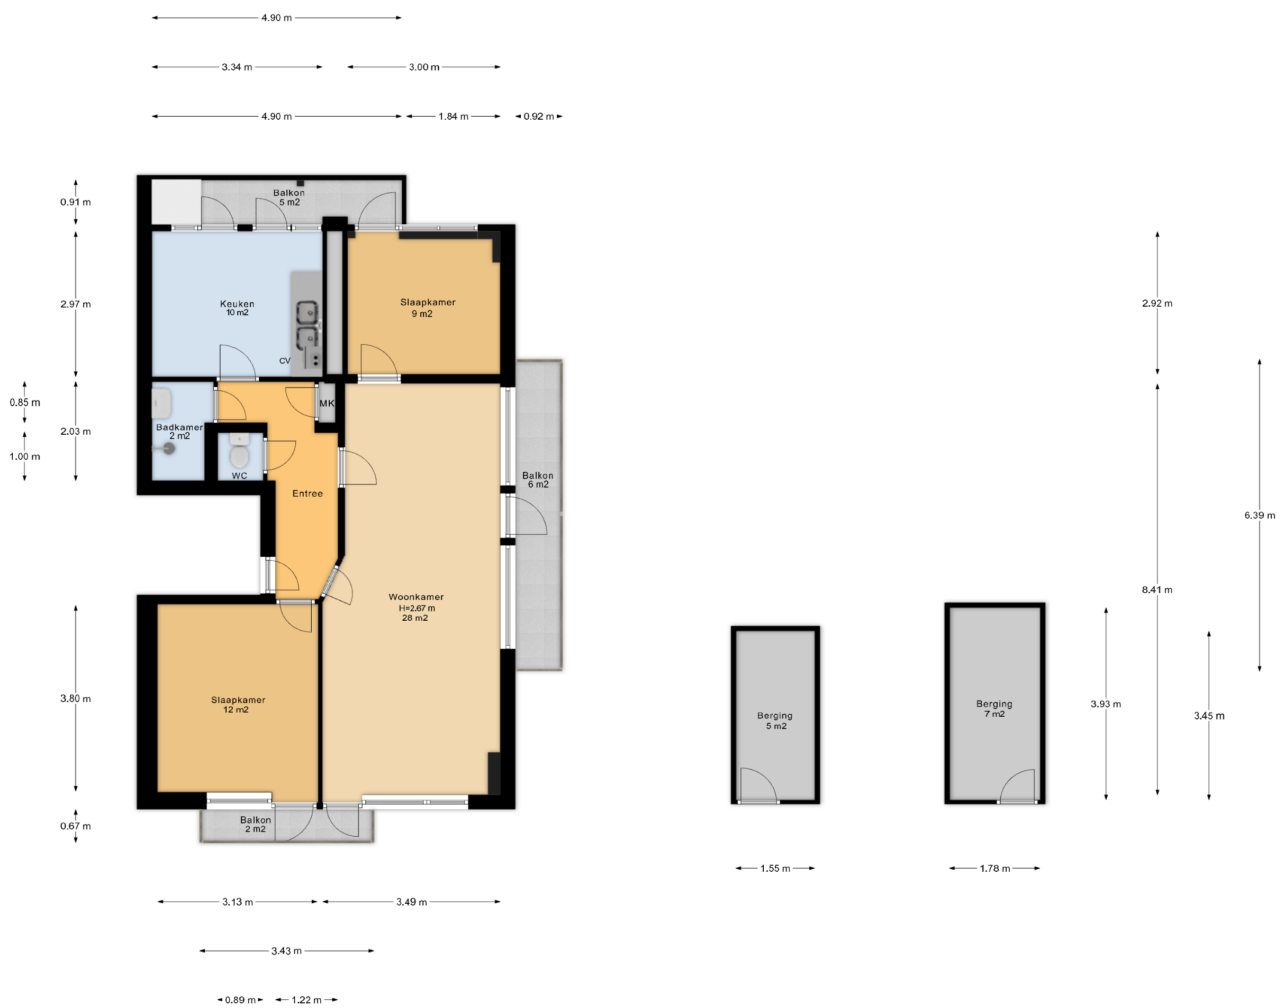 4.90 m
3.34 m
3.00 m
4.90 m
1.84 m
0.92 m
0.91 m
Balkon
5 m2
2.97 m
Keuken
10 m2
Slaapkamer
9 m2
2.92 m
CV
0.85 m
MK
Badkamer
2 m2
2.03 m
1.00 m
WC
Balkon
6 m2
Entree
6.39 m
Woonkamer
H=2.67 m
28 m2
8.41 m
3.80 m
Slaapkamer
12 m2
Berging
5 m2
Berging
7 m2
3.93 m
3.45 m
0.67 m
Balkon
2 m2
1.55 m
1.78 m
3.13 m
3.49 m
3.43 m
0.89 m
1.22 m